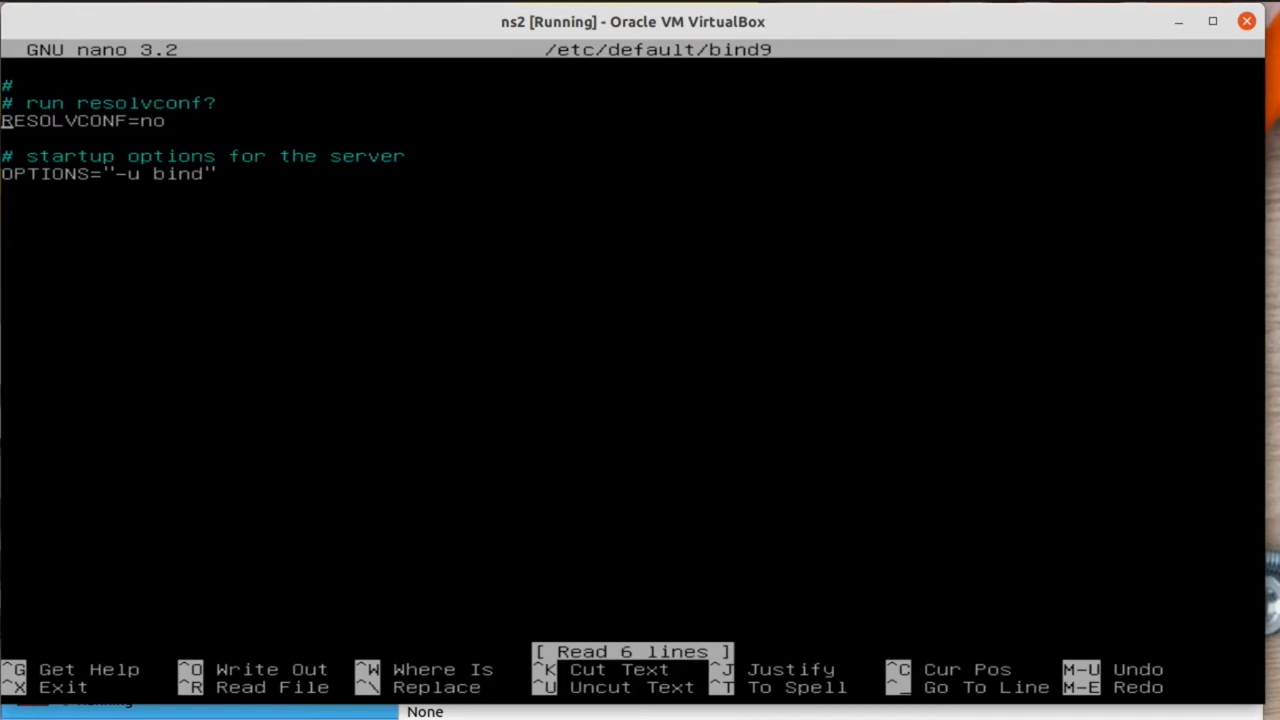 ns2 [Running] - Oracle VM VirtualBox
GNU nano 3.2 /etc/default/bind9
#
# run resolvconf?
RESOLVCONF=no
# startup options for the server
OPTIONS="-u bind"
[ Read 6 lines ]
^G Get Help ^O Write Out ^W Where Is ^K Cut Text ^J Justify ^C Cur Pos M-U Undo
^X Exit ^R Read File ^\ Replace ^U Uncut Text ^T To Spell ^_ Go To Line M-E Redo
None